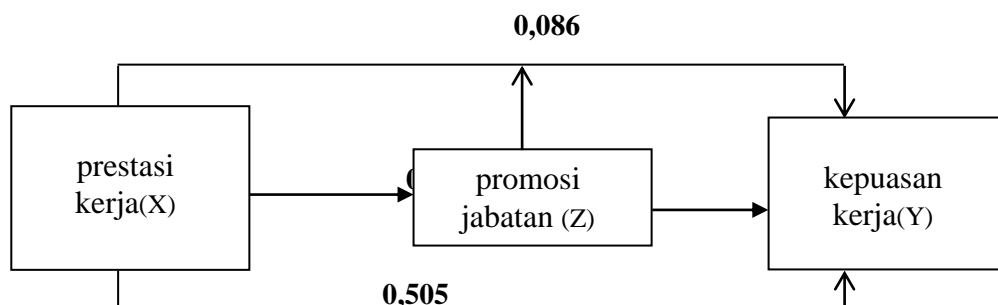 0,086
prestasi
kerja(X)
promosi
jabatan (Z)
kepuasan
kerja(Y)
0,505